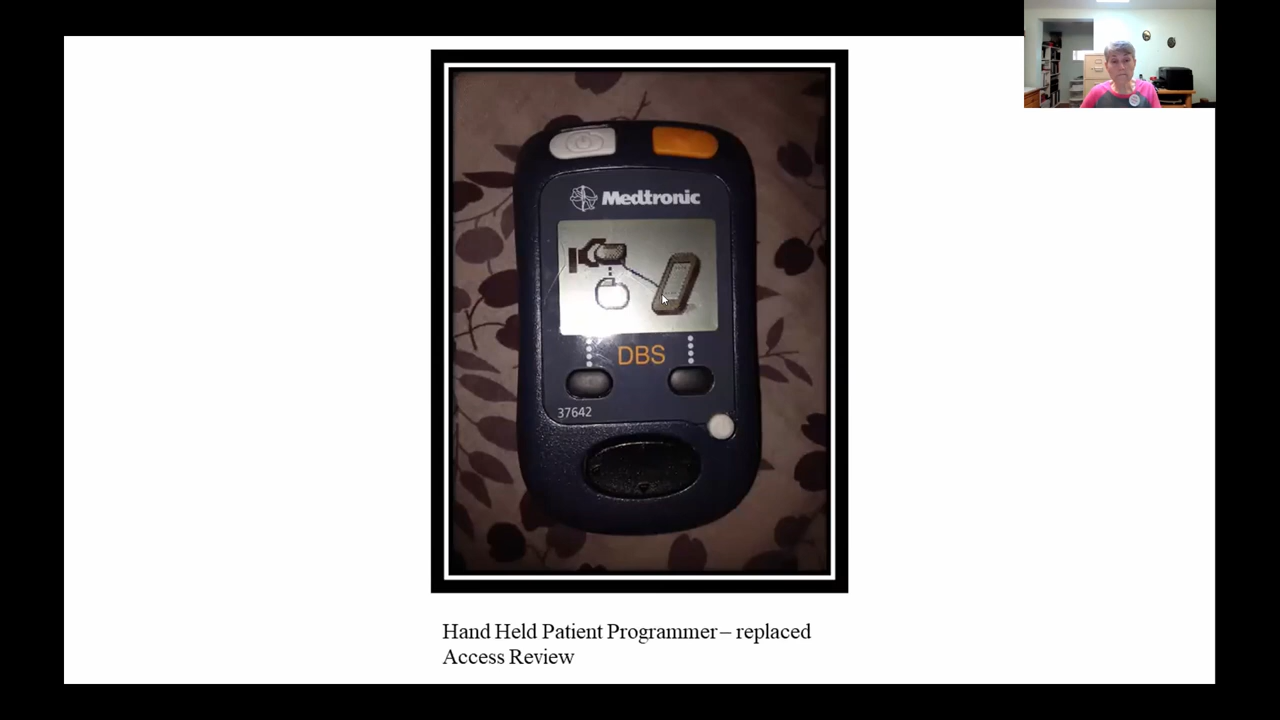 Medtronic
DBS
37642
Hand Held Patient Programmer – replaced
Access Review